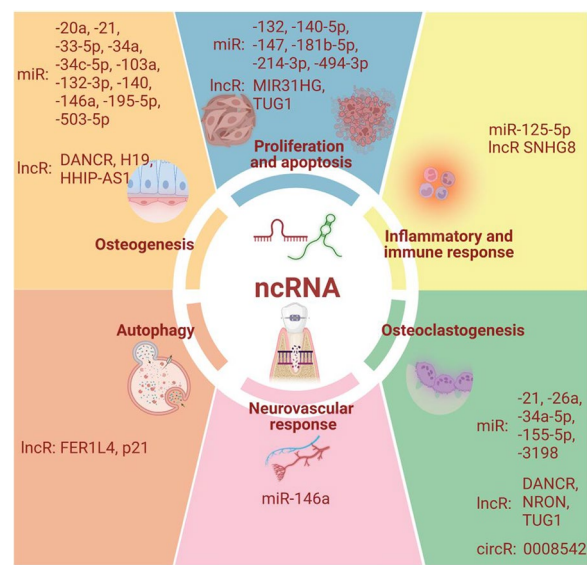 miR:
-20a, -21,
-33-5p, -34a,
-34c-5p, -103a,
-132-3p, -140,
-146a, -195-5p,
-503-5p
lncR: DANCR, H19,
HHIP-AS1
Osteogenesis
miR:
-132, -140-5p,
-147, -181b-5p,
-214-3p, -494-3p
lncR: MIR31HG,
TUG1
Proliferation
and apoptosis
miR-125-5p
lncR SNHG8
Inflammatory and
immune response
ncRNA
Autophagy
lncR: FER1L4, p21
Neurovascular
response
miR-146a
Osteoclastogenesis
miR:
-21, -26a,
-34a-5p,
-155-5p,
-3198
lncR:
DANCR,
NRON,
TUG1
circR: 0008542